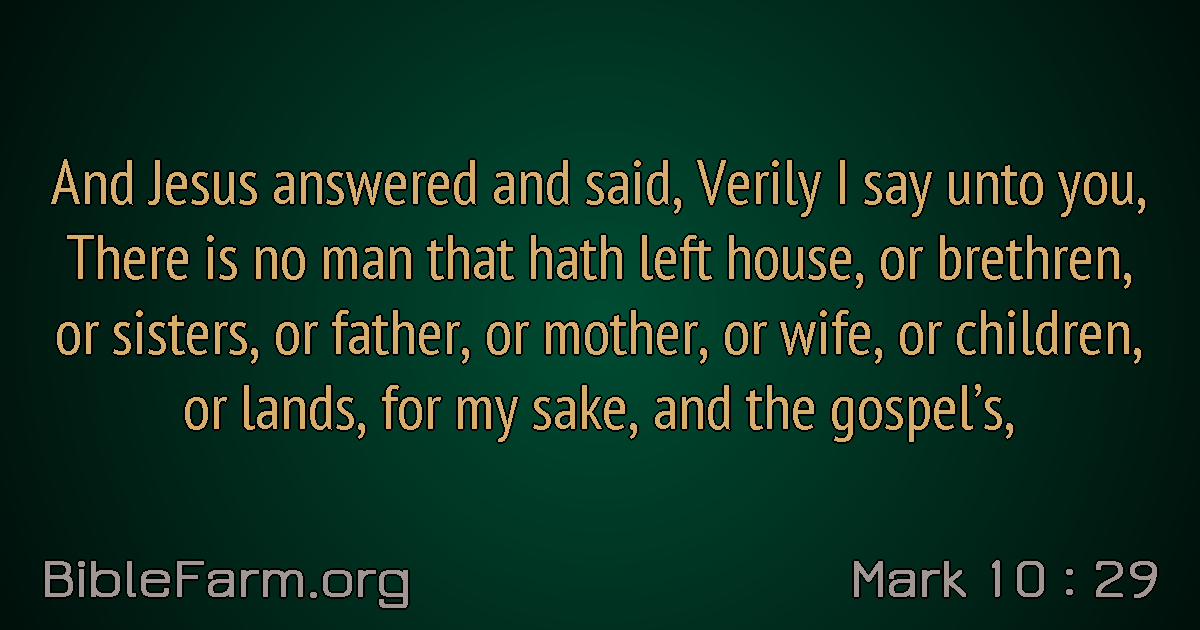 And Jesus answered and said, Verily I say unto you,
There is no man that hath left house, or brethren,
or sisters, or father, or mother, or wife, or children,
or lands, for my sake, and the gospel’s,
BibleFarm.org
Mark 10 : 29